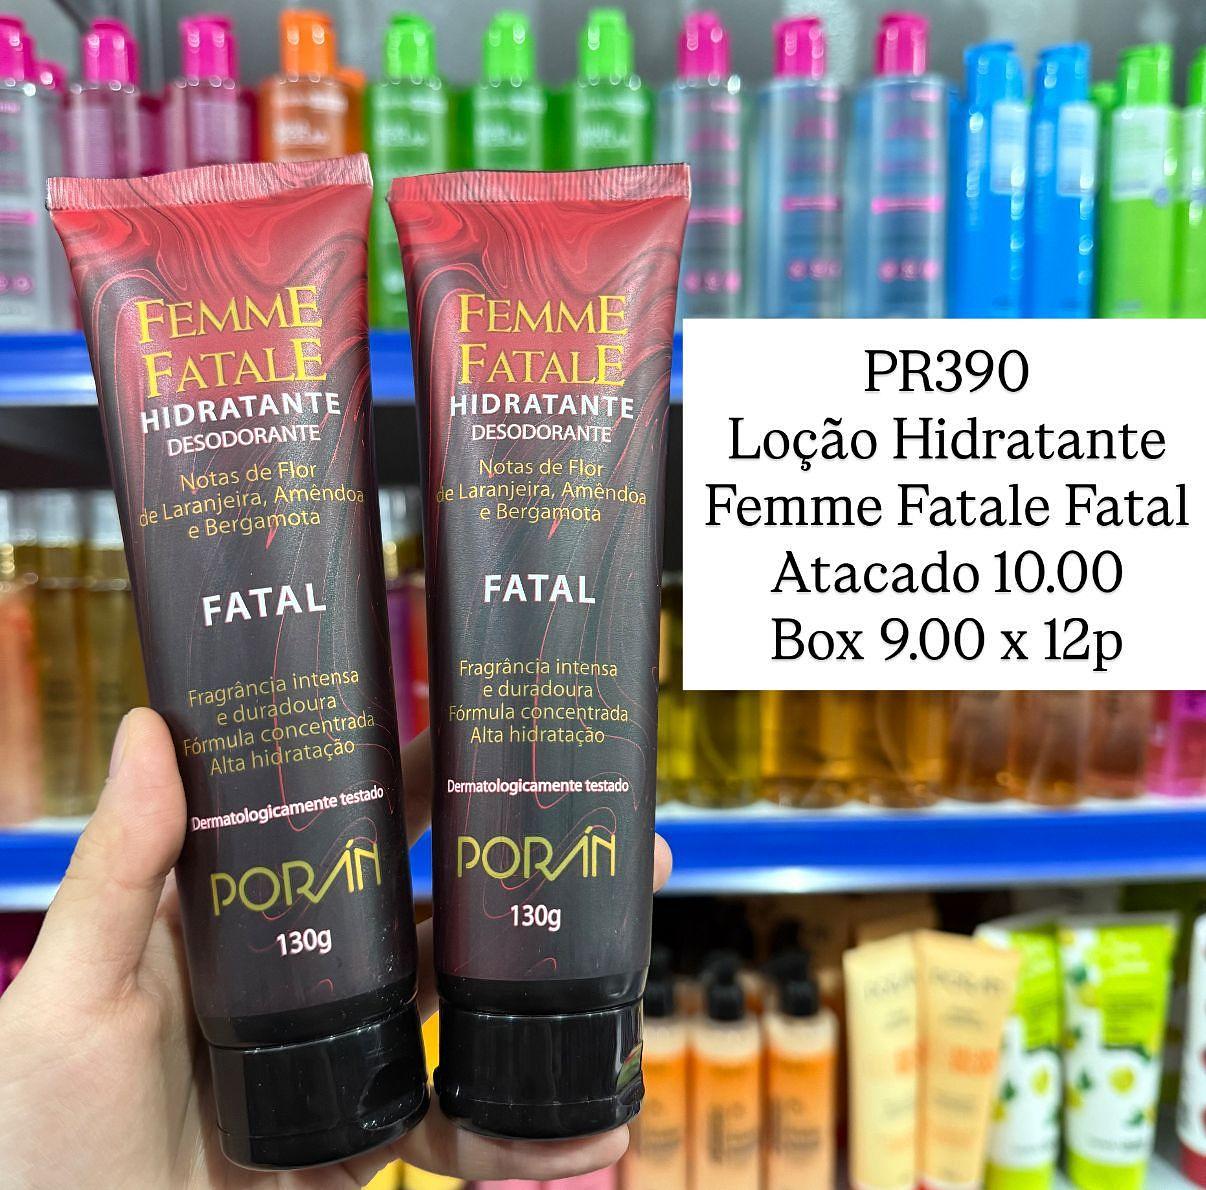 FEMME
FATALE
HIDRATANTE
DESODORANTE
Notas de Flor
de Laranjeira, Amêndoa
e Bergamota
FATAL
Fragrância intensa
e duradoura
Fórmula concentrada
Alta hidratação
Dermatologicamente testado
PORÁN
130g
FEMME
FATALE
HIDRATANTE
DESODORANTE
Notas de Flor
de Laranjeira, Amêndoa
e Bergamota
FATAL
Fragrância intensa
e duradoura
Fórmula concentrada
Alta hidratação
Dermatologicamente testado
PORÁN
130g
PR390
Loção Hidratante
Femme Fatale Fatal
Atacado 10.00
Box 9.00 x 12p